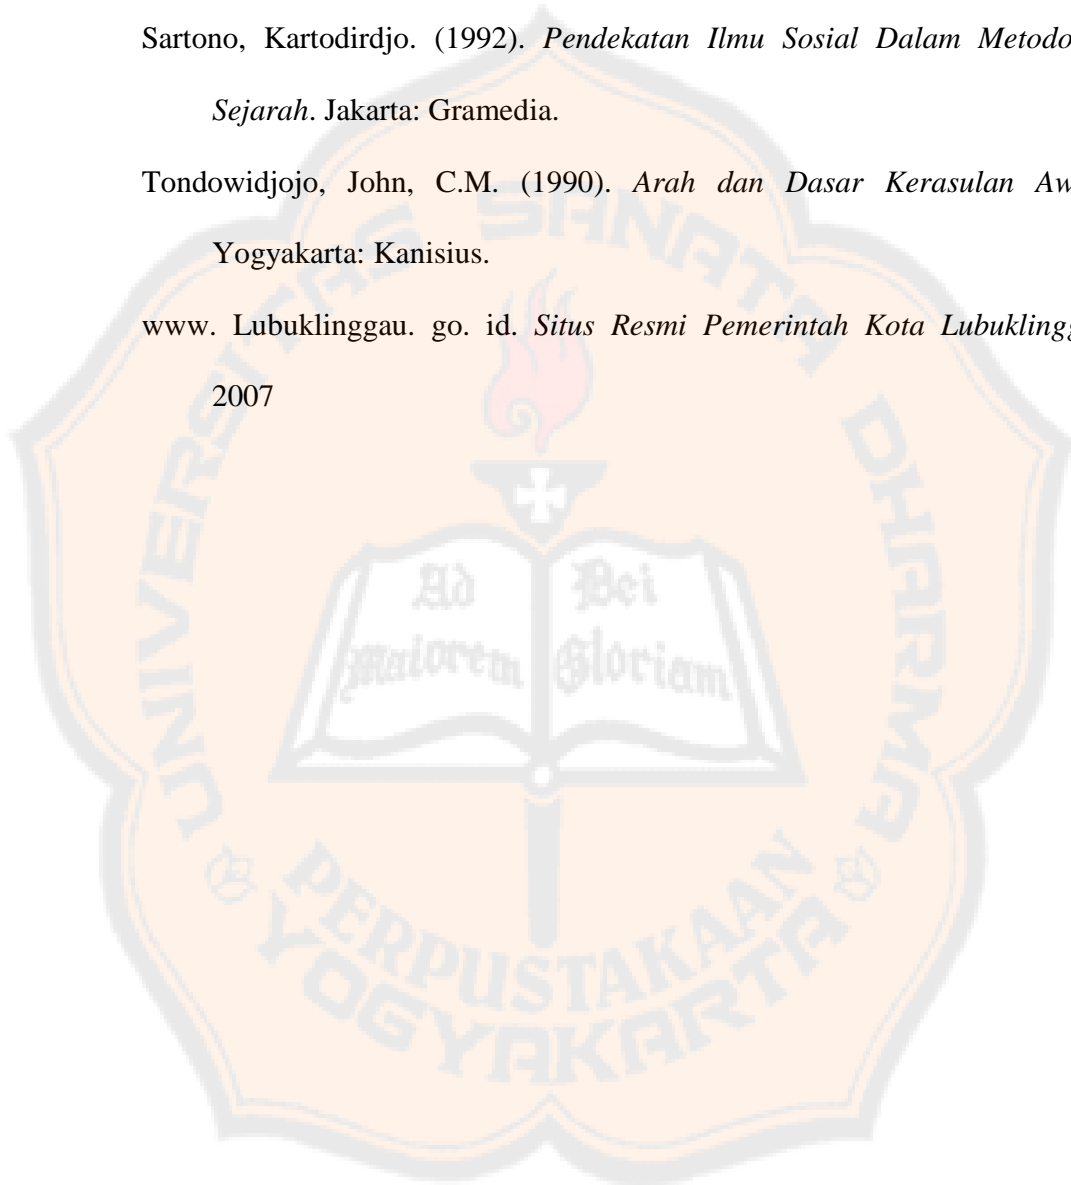 Sartono, Kartodirdjo. (1992). Pendekatan Ilmu Sosial Dalam Metodo
Sejarah. Jakarta: Gramedia.
Tondowidjojo, John, C.M. (1990). Arah dan Dasar Kerasulan Aw
Yogyakarta: Kanisius.
www. Lubuklinggau. go. id. Situs Resmi Pemerintah Kota Lubuklingg
2007
UNIVERSITAS SANATA DHARMA
Ad Dei
maiorem Gloriam
PERPUSTAKAAN
YOGYAKARTA